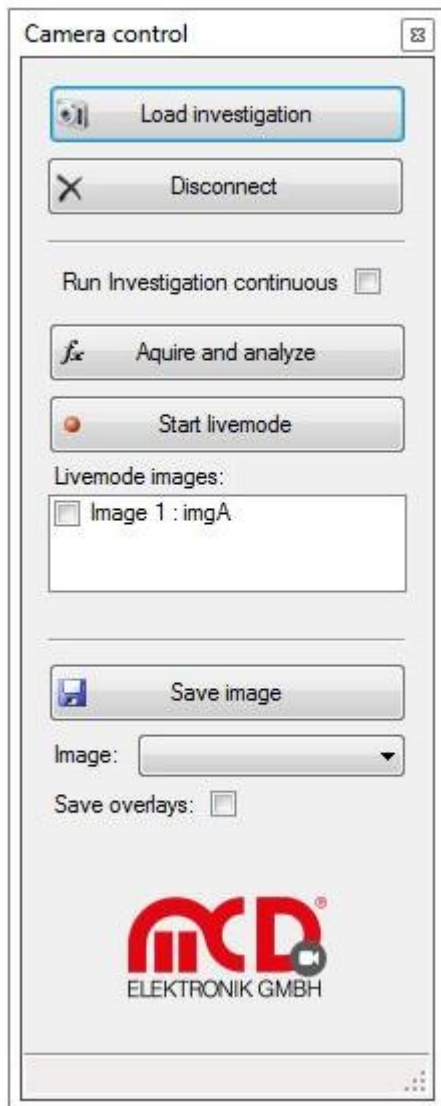 Camera control
Load investigation
Disconnect
Run Investigation continuous
Aquire and analyze
Start livemode
Livemode images:
Image 1 : imgA
Save image
Image:
Save overlays:
MCD®
ELEKTRONIK GMBH